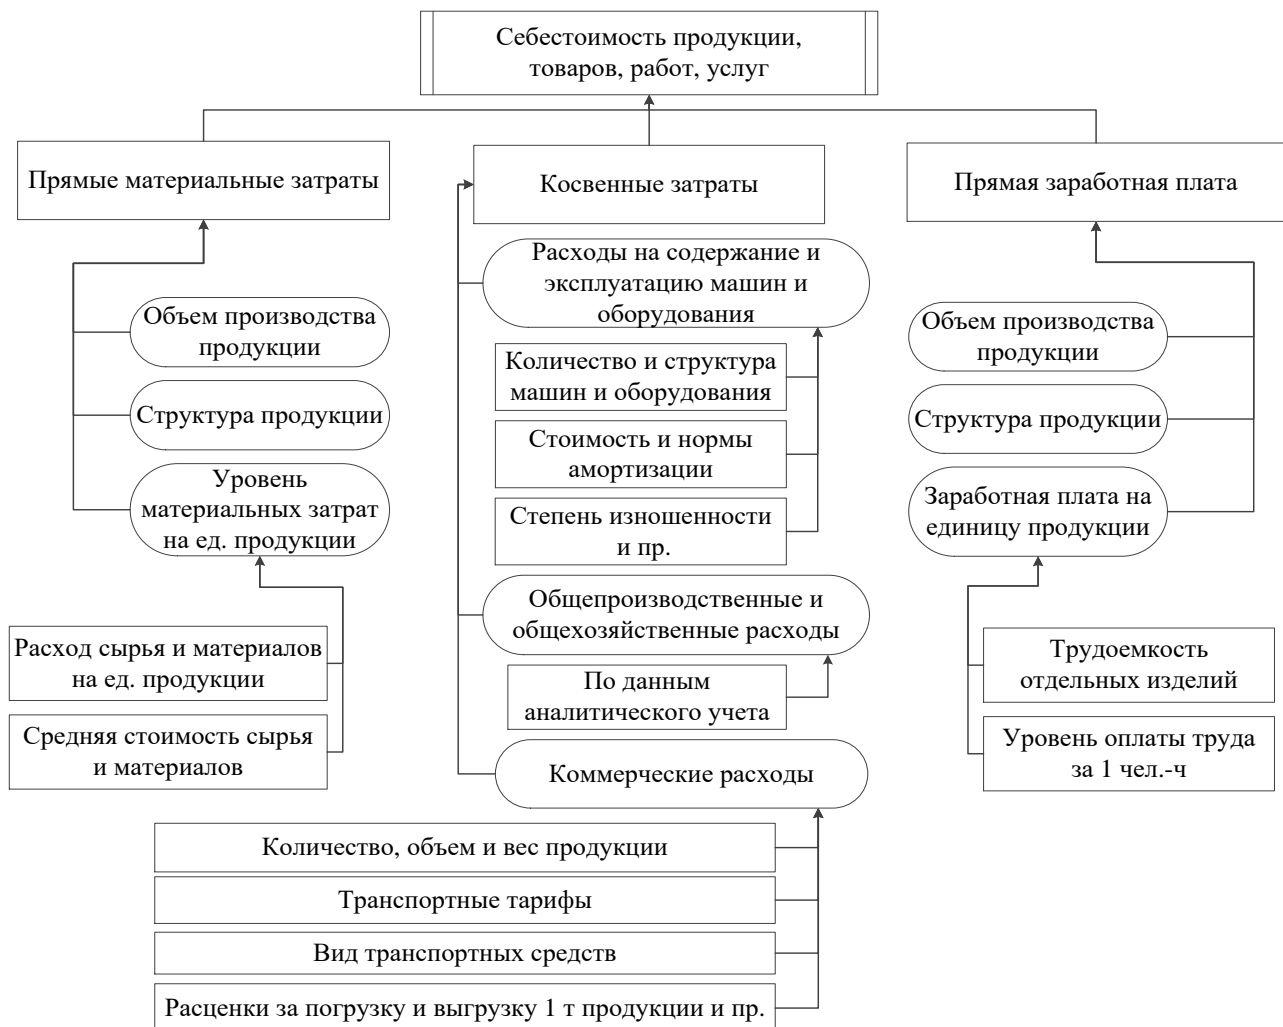 Себестоимость продукции,
товаров, работ, услуг
Прямые материальные затраты
Объем производства
продукции
Структура продукции
Уровень
материальных затрат
на ед. продукции
Расход сырья и материалов
на ед. продукции
Средняя стоимость сырья
и материалов
Косвенные затраты
Расходы на содержание и
эксплуатацию машин и
оборудования
Количество и структура
машин и оборудования
Стоимость и нормы
амортизации
Степень изношенности
и пр.
Общепроизводственные и
общехозяйственные расходы
По данным
аналитического учета
Коммерческие расходы
Количество, объем и вес продукции
Транспортные тарифы
Вид транспортных средств
Расценки за погрузку и выгрузку 1 т продукции и пр.
Прямая заработная плата
Объем производства
продукции
Структура продукции
Заработная плата на
единицу продукции
Трудоемкость
отдельных изделий
Уровень оплаты труда
за 1 чел.-ч